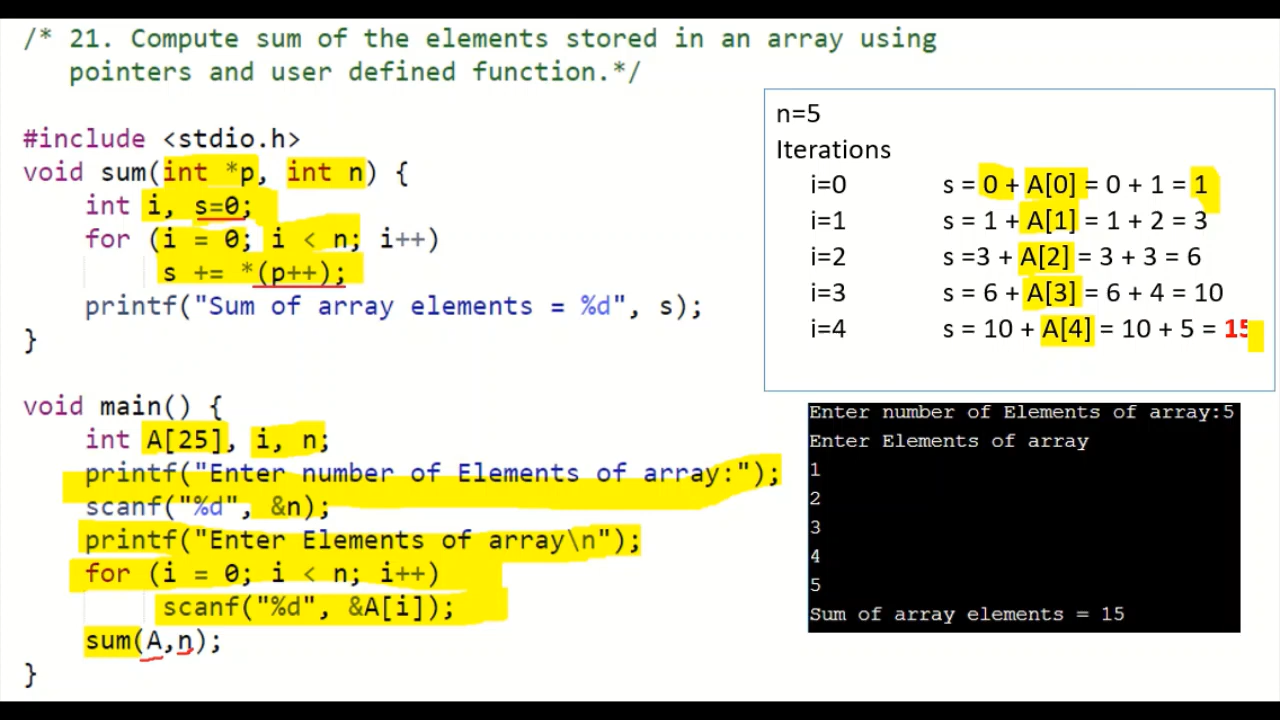 /* 21. Compute sum of the elements stored in an array using
pointers and user defined function.*/
#include <stdio.h>
void sum(int *p, int n) {
int i, s=0;
for (i = 0; i < n; i++)
s += *(p++);
printf("Sum of array elements = %d", s);
}
void main() {
int A[25], i, n;
printf("Enter number of Elements of array:");
scanf("%d", &n);
printf("Enter Elements of array\n");
for (i = 0; i < n; i++)
scanf("%d", &A[i]);
sum(A,n);
}
n=5
Iterations
i=0 s = 0 + A[0] = 0 + 1 = 1
i=1 s = 1 + A[1] = 1 + 2 = 3
i=2 s =3 + A[2] = 3 + 3 = 6
i=3 s = 6 + A[3] = 6 + 4 = 10
i=4 s = 10 + A[4] = 10 + 5 = 15
Enter number of Elements of array:5
Enter Elements of array
1
2
3
4
5
Sum of array elements = 15